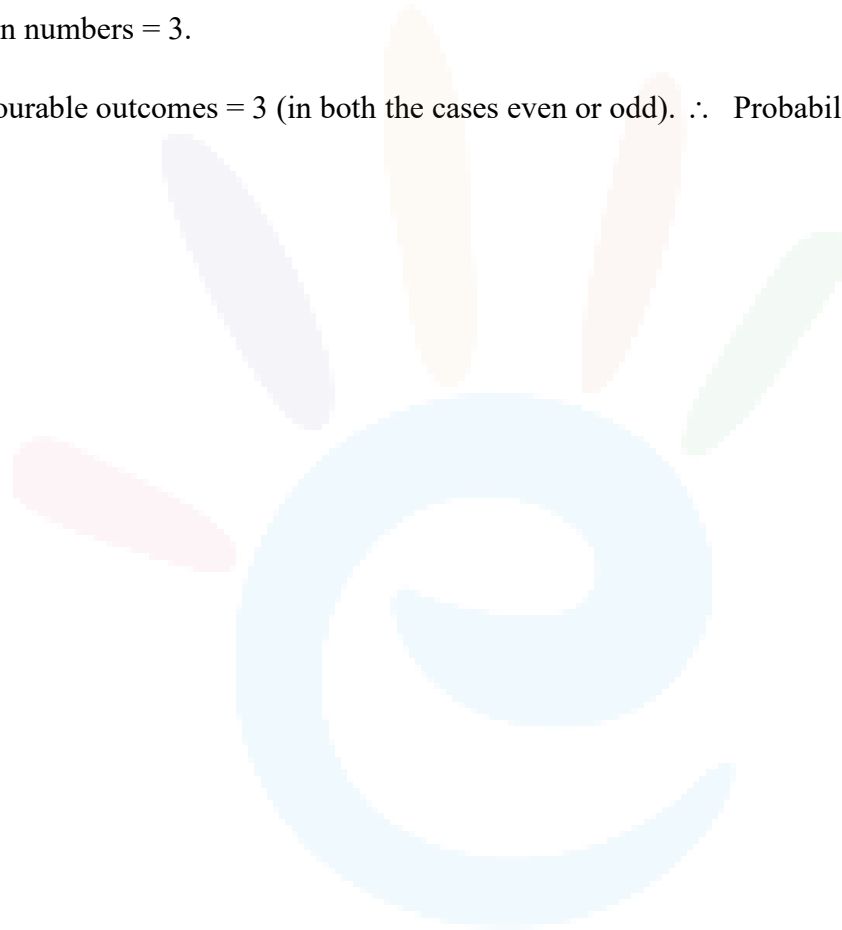 n numbers = 3.
ourable outcomes = 3 (in both the cases even or odd). ∴ Probabil